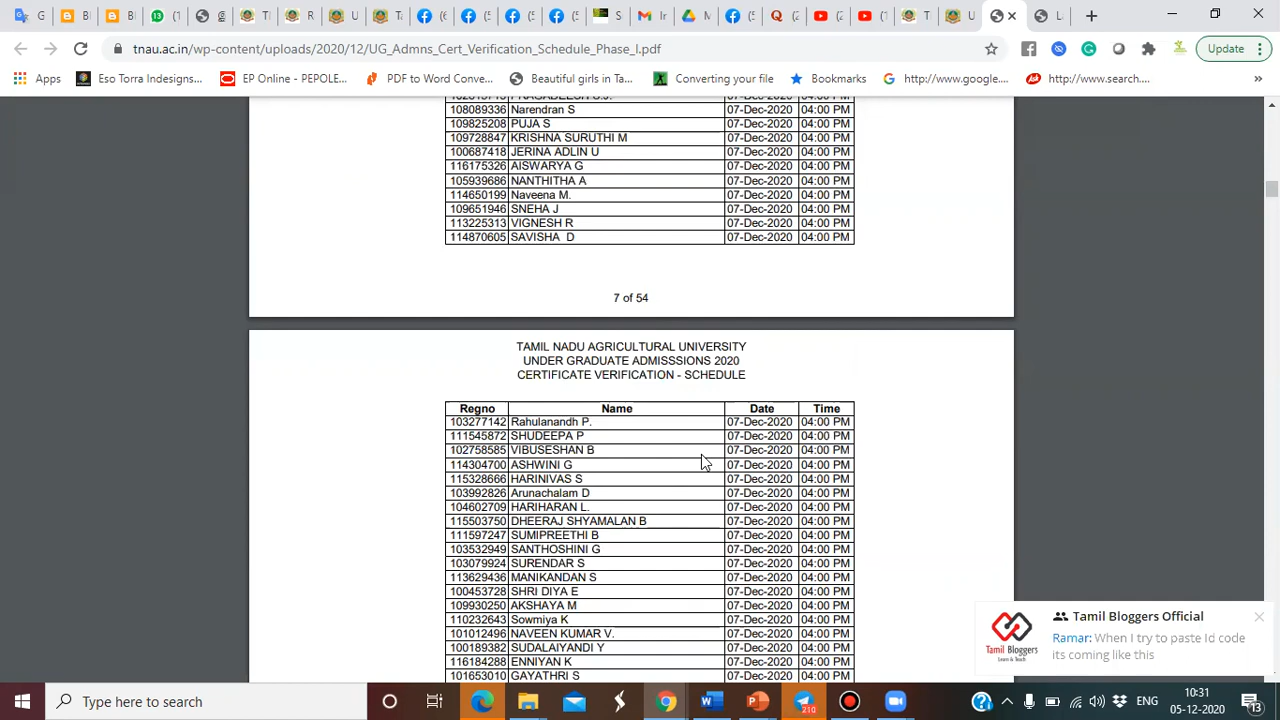 tnau.ac.in/wp-content/uploads/2020/12/UG_Admns_Cert_Verification_Schedule_Phase_I.pdf
Update
Apps
Eso Torra Indesigns...
EP Online - PEPOLE...
PDF to Word Conve...
Beautiful girls in Ta...
Converting your file
Bookmarks
http://www.google....
http://www.search....
108089336 Narendran S 07-Dec-2020 04:00 PM
109825208 PUJA S 07-Dec-2020 04:00 PM
109728847 KRISHNA SURUTHI M 07-Dec-2020 04:00 PM
100687418 JERINA ADLIN U 07-Dec-2020 04:00 PM
116175326 AISWARYA G 07-Dec-2020 04:00 PM
105939686 NANTHITHA A 07-Dec-2020 04:00 PM
114650199 Naveena M. 07-Dec-2020 04:00 PM
109651946 SNEHA J 07-Dec-2020 04:00 PM
113225313 VIGNESH R 07-Dec-2020 04:00 PM
114870605 SAVISHA D 07-Dec-2020 04:00 PM
7 of 54
TAMIL NADU AGRICULTURAL UNIVERSITY
UNDER GRADUATE ADMISSSIONS 2020
CERTIFICATE VERIFICATION - SCHEDULE
Regno Name Date Time
103277142 Rahulanandh P. 07-Dec-2020 04:00 PM
111545872 SHUDEEPA P 07-Dec-2020 04:00 PM
102758585 VIBUSESHAN B 07-Dec-2020 04:00 PM
114304700 ASHWINI G 07-Dec-2020 04:00 PM
115328666 HARINIVAS S 07-Dec-2020 04:00 PM
103992826 Arunachalam D 07-Dec-2020 04:00 PM
104602709 HARIHARAN L. 07-Dec-2020 04:00 PM
115503750 DHEERAJ SHYAMALAN B 07-Dec-2020 04:00 PM
111597247 SUMIPREETHI B 07-Dec-2020 04:00 PM
103532949 SANTHOSHINI G 07-Dec-2020 04:00 PM
103079924 SURENDAR S 07-Dec-2020 04:00 PM
113629436 MANIKANDAN S 07-Dec-2020 04:00 PM
100453728 SHRI DIYA E 07-Dec-2020 04:00 PM
109930250 AKSHAYA M 07-Dec-2020 04:00 PM
110232643 Sowmiya K 07-Dec-2020 04:00 PM
101012496 NAVEEN KUMAR V. 07-Dec-2020 04:00 PM
100189382 SUDALAIYANDI Y 07-Dec-2020 04:00 PM
116184288 ENNIYAN K 07-Dec-2020 04:00 PM
101653010 GAYATHRI S 07-Dec-2020 04:00 PM
Tamil Bloggers Official
Ramar: When I try to paste Id code
its coming like this
Tamil Bloggers
Learn & Teach
Type here to search
210
ENG
10:31
05-12-2020
13